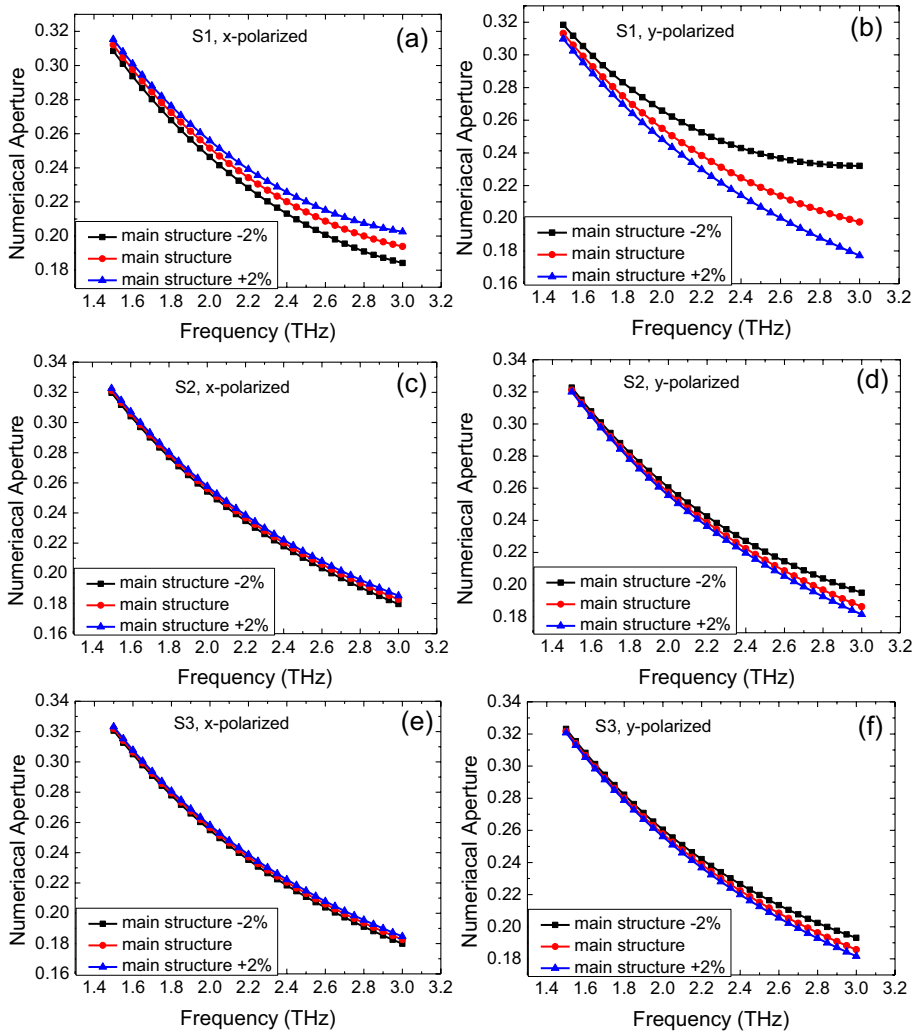 S1, x-polarized
(a)
Numeriacal Aperture
0.32
0.30
0.28
0.26
0.24
0.22
0.20
0.18
main structure -2%
main structure
main structure +2%
1.4 1.6 1.8 2.0 2.2 2.4 2.6 2.8 3.0 3.2
Frequency (THz)
S1, y-polarized
(b)
Numeriacal Aperture
0.32
0.30
0.28
0.26
0.24
0.22
0.20
0.18
0.16
main structure -2%
main structure
main structure +2%
1.4 1.6 1.8 2.0 2.2 2.4 2.6 2.8 3.0 3.2
Frequency (THz)
S2, x-polarized
(c)
Numeriacal Aperture
0.34
0.32
0.30
0.28
0.26
0.24
0.22
0.20
0.18
0.16
main structure -2%
main structure
main structure +2%
1.4 1.6 1.8 2.0 2.2 2.4 2.6 2.8 3.0 3.2
Frequency (THz)
S2, y-polarized
(d)
Numeriacal Aperture
0.34
0.32
0.30
0.28
0.26
0.24
0.22
0.20
0.18
0.16
main structure -2%
main structure
main structure +2%
1.4 1.6 1.8 2.0 2.2 2.4 2.6 2.8 3.0 3.2
Frequency (THz)
S3, x-polarized
(e)
Numeriacal Aperture
0.34
0.32
0.30
0.28
0.26
0.24
0.22
0.20
0.18
0.16
main structure -2%
main structure
main structure +2%
1.4 1.6 1.8 2.0 2.2 2.4 2.6 2.8 3.0 3.2
Frequency (THz)
S3, y-polarized
(f)
Numeriacal Aperture
0.34
0.32
0.30
0.28
0.26
0.24
0.22
0.20
0.18
0.16
main structure -2%
main structure
main structure +2%
1.4 1.6 1.8 2.0 2.2 2.4 2.6 2.8 3.0 3.2
Frequency (THz)